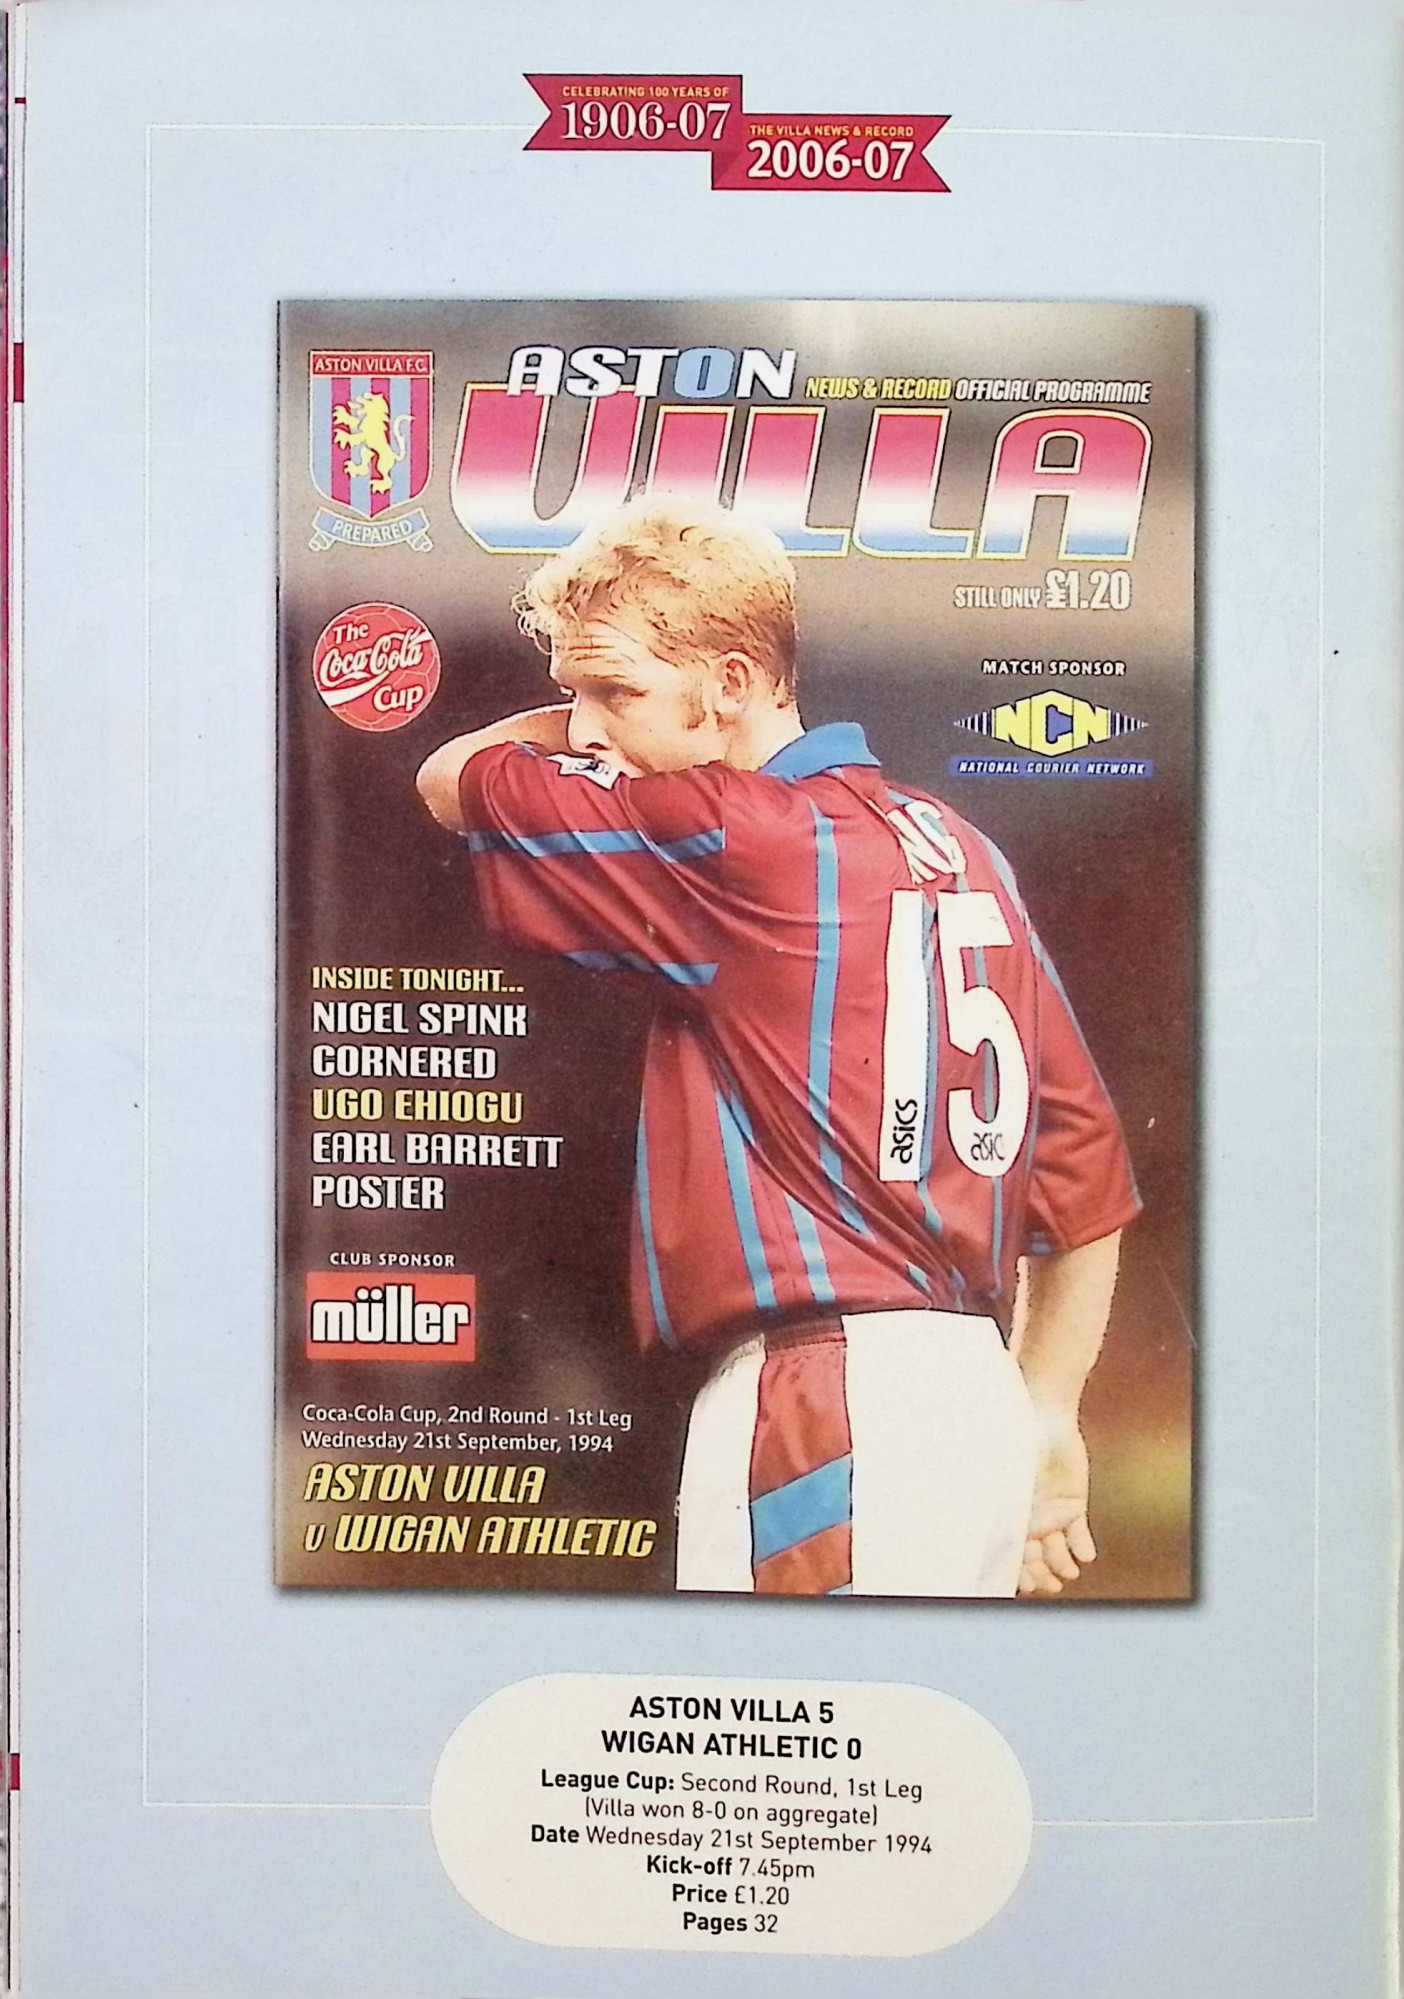 CELEBRATING 100 YEARS OF
1906-07
THE VILLA NEWS & RECORD
2006-07
ASTON VILLA F.C.
PREPARED
ASTON
NEWS & RECORD OFFICIAL PROGRAMME
VILLA
STILL ONLY £1.20
The
Coca-Cola
Cup
MATCH SPONSOR
NCN
NATIONAL COURIER NETWORK
15
asics
asic
INSIDE TONIGHT...
NIGEL SPINK
CORNERED
UGO EHIOGU
EARL BARRETT
POSTER
CLUB SPONSOR
müller
Coca-Cola Cup, 2nd Round - 1st Leg
Wednesday 21st September, 1994
ASTON VILLA
v WIGAN ATHLETIC
ASTON VILLA 5
WIGAN ATHLETIC 0
League Cup: Second Round, 1st Leg
(Villa won 8-0 on aggregate)
Date Wednesday 21st September 1994
Kick-off 7.45pm
Price £1.20
Pages 32